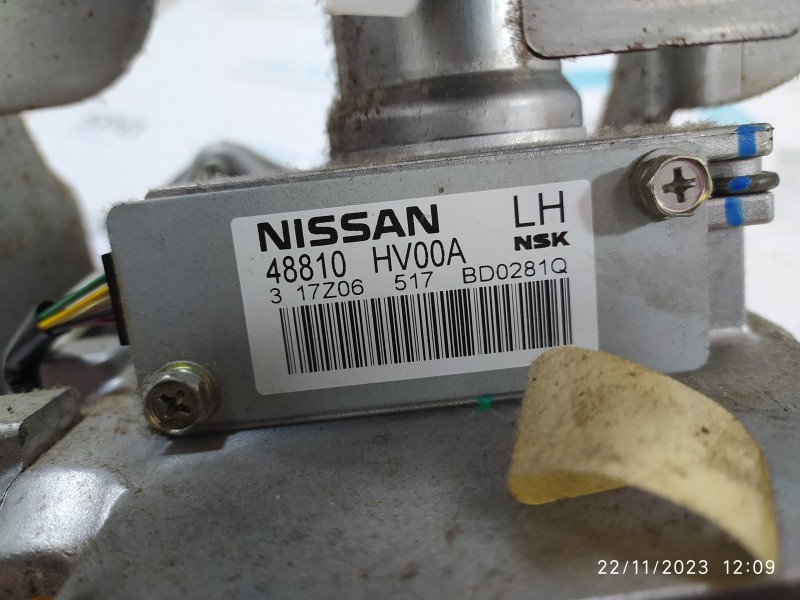 NISSAN LH
48810 HV00A NSK
3 17Z06 517 BD0281Q
22/11/2023 12:09